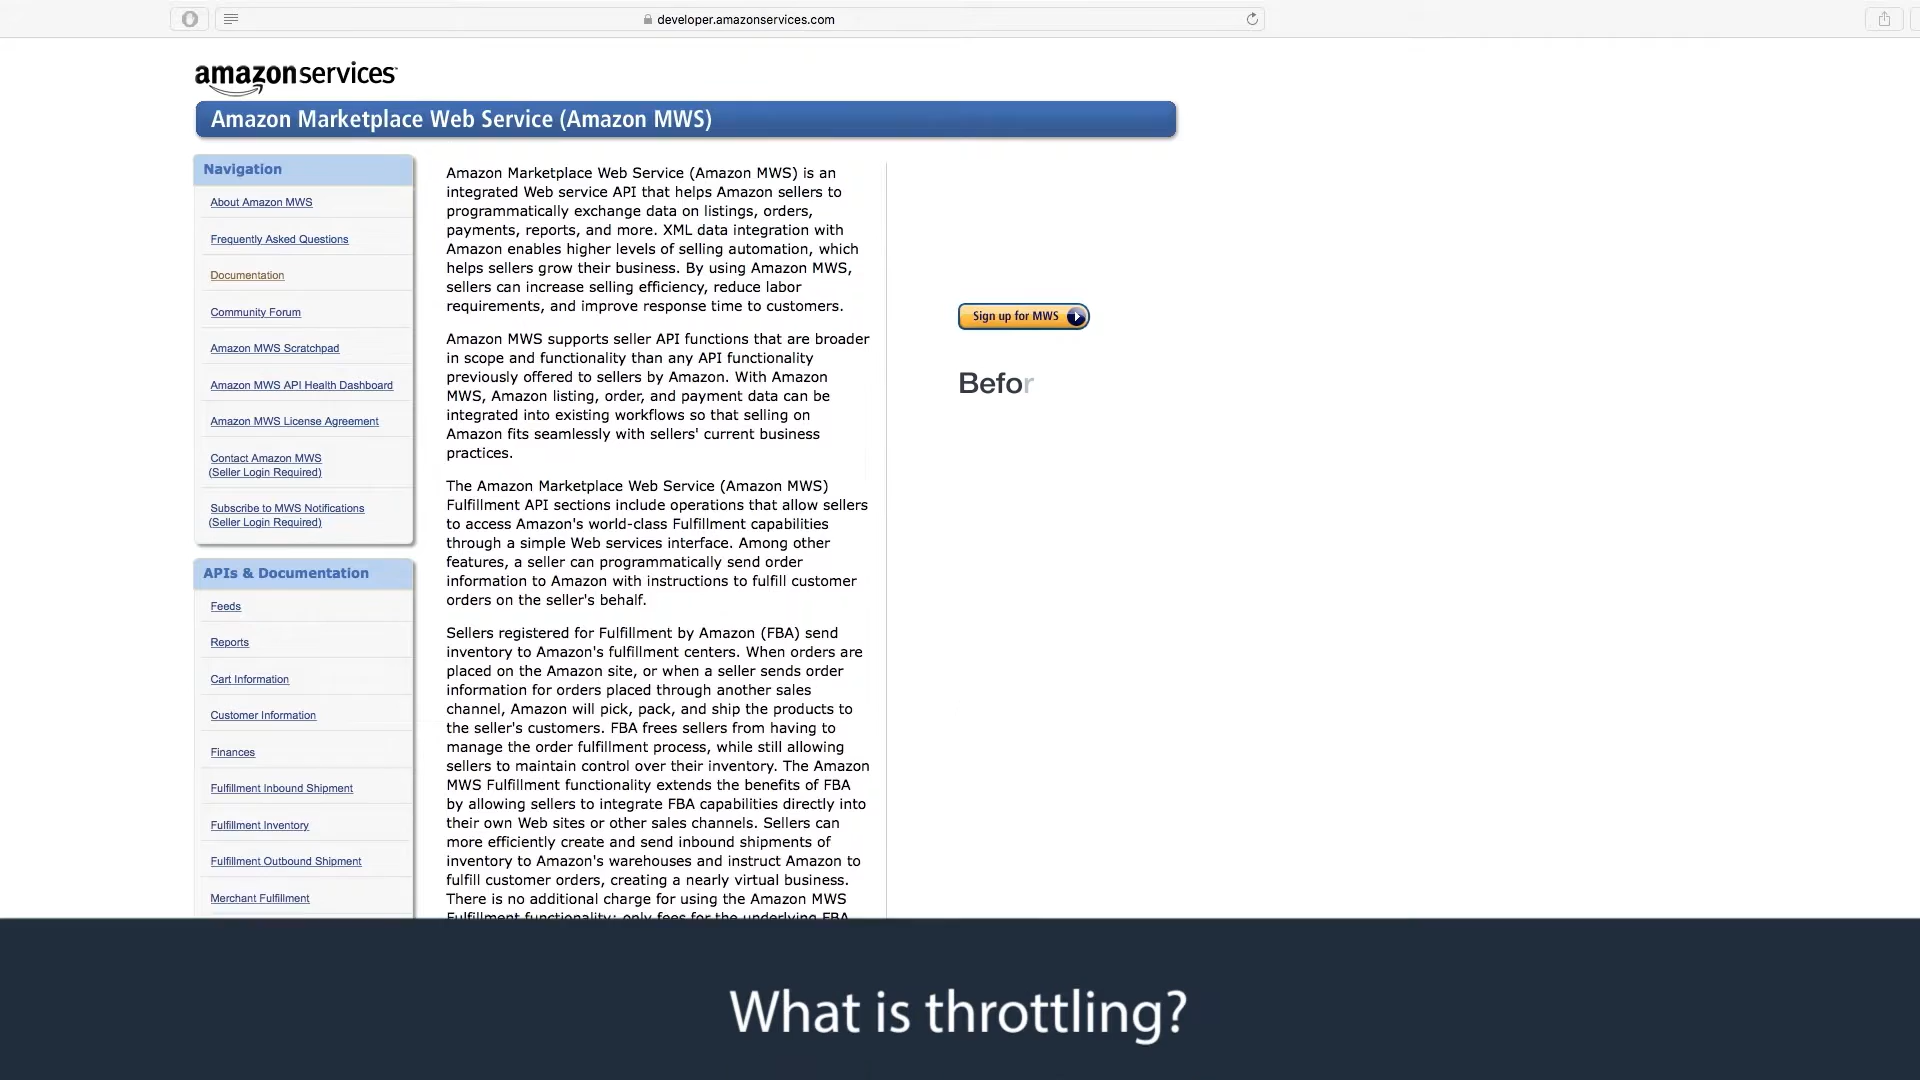 developer.amazonservices.com
amazonservices
Amazon Marketplace Web Service (Amazon MWS)
Navigation
About Amazon MWS
Frequently Asked Questions
Documentation
Community Forum
Amazon MWS Scratchpad
Amazon MWS API Health Dashboard
Amazon MWS License Agreement
Contact Amazon MWS
(Seller Login Required)
Subscribe to MWS Notifications
(Seller Login Required)
APIs & Documentation
Feeds
Reports
Cart Information
Customer Information
Finances
Fulfillment Inbound Shipment
Fulfillment Inventory
Fulfillment Outbound Shipment
Merchant Fulfillment
Amazon Marketplace Web Service (Amazon MWS) is an
integrated Web service API that helps Amazon sellers to
programmatically exchange data on listings, orders,
payments, reports, and more. XML data integration with
Amazon enables higher levels of selling automation, which
helps sellers grow their business. By using Amazon MWS,
sellers can increase selling efficiency, reduce labor
requirements, and improve response time to customers.
Amazon MWS supports seller API functions that are broader
in scope and functionality than any API functionality
previously offered to sellers by Amazon. With Amazon
MWS, Amazon listing, order, and payment data can be
integrated into existing workflows so that selling on
Amazon fits seamlessly with sellers' current business
practices.
The Amazon Marketplace Web Service (Amazon MWS)
Fulfillment API sections include operations that allow sellers
to access Amazon's world-class Fulfillment capabilities
through a simple Web services interface. Among other
features, a seller can programmatically send order
information to Amazon with instructions to fulfill customer
orders on the seller's behalf.
Sellers registered for Fulfillment by Amazon (FBA) send
inventory to Amazon's fulfillment centers. When orders are
placed on the Amazon site, or when a seller sends order
information for orders placed through another sales
channel, Amazon will pick, pack, and ship the products to
the seller's customers. FBA frees sellers from having to
manage the order fulfillment process, while still allowing
sellers to maintain control over their inventory. The Amazon
MWS Fulfillment functionality extends the benefits of FBA
by allowing sellers to integrate FBA capabilities directly into
their own Web sites or other sales channels. Sellers can
more efficiently create and send inbound shipments of
inventory to Amazon's warehouses and instruct Amazon to
fulfill customer orders, creating a nearly virtual business.
There is no additional charge for using the Amazon MWS
Fulfillment functionality; only fees for the underlying FBA
Sign up for MWS
Befor
What is throttling?